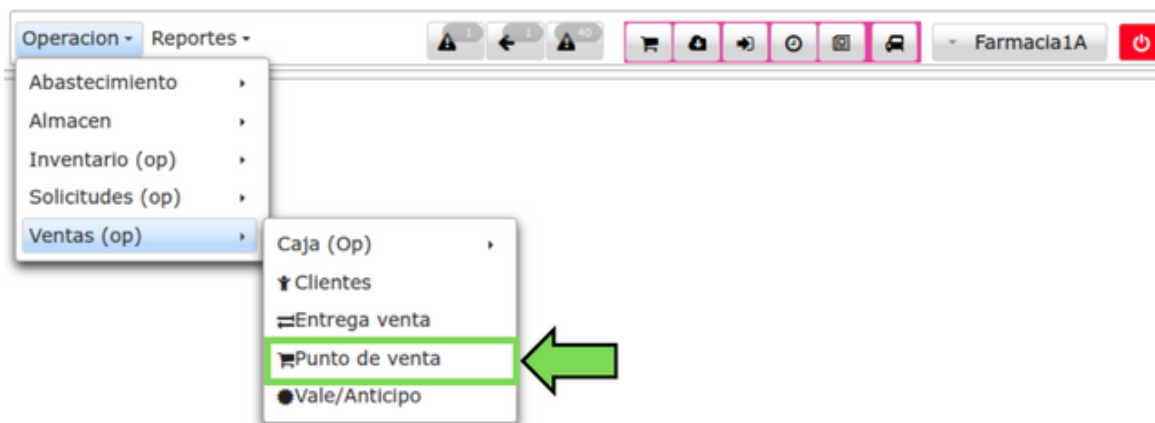 Operacion Reportes 1 1 40 Farmacia1A
Abastecimiento
Almacen
Inventario (op)
Solicitudes (op)
Ventas (op)
Caja (Op)
Clientes
Entrega venta
Punto de venta
Vale/Anticipo